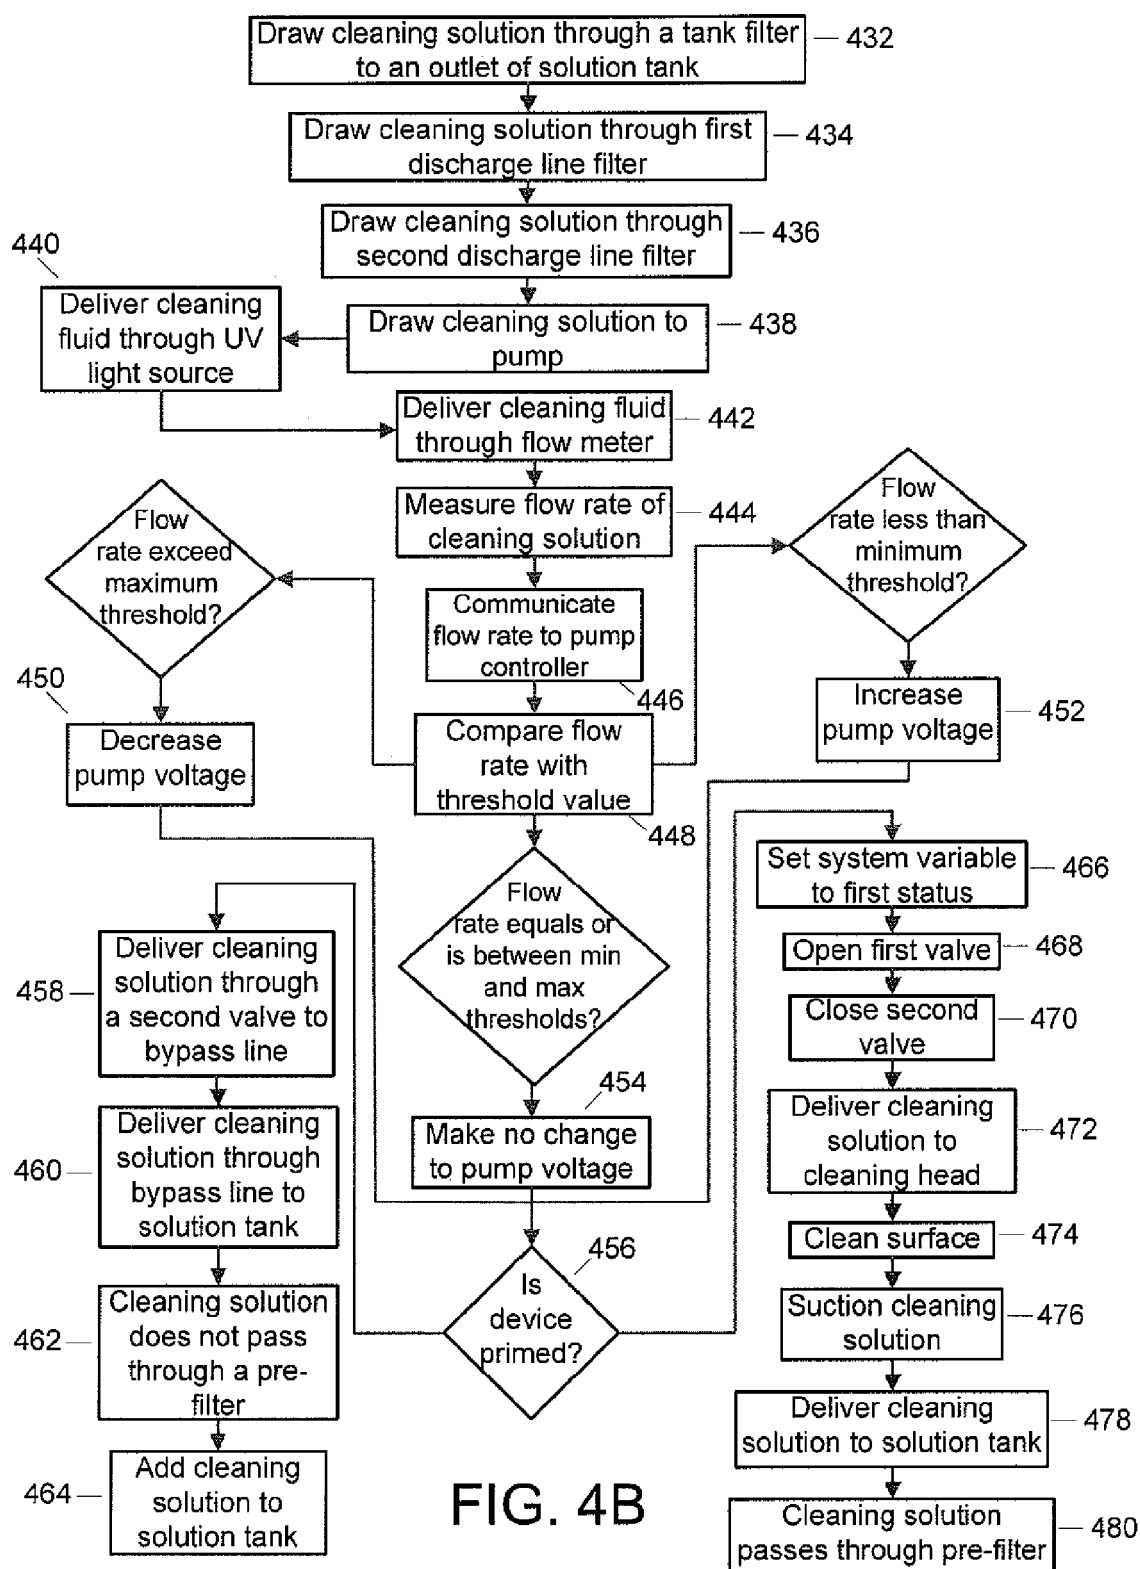 Draw cleaning solution through a tank filter
to an outlet of solution tank
432
Draw cleaning solution through first
discharge line filter
434
Draw cleaning solution through
second discharge line filter
436
440
Deliver cleaning
fluid through UV
light source
Draw cleaning solution to
pump
438
Deliver cleaning fluid
through flow meter
442
Measure flow rate of
cleaning solution
444
Flow
rate exceed
maximum
threshold?
Flow
rate less than
minimum
threshold?
Communicate
flow rate to pump
controller
446
450
Decrease
pump voltage
Increase
pump voltage
452
Compare flow
rate with
threshold value
448
Flow
rate equals or
is between min
and max
thresholds?
454
Make no change
to pump voltage
456
Is
device
primed?
458
Deliver cleaning
solution through
a second valve to
bypass line
460
Deliver cleaning
solution through
bypass line to
solution tank
462
Cleaning solution
does not pass
through a pre-
filter
464
Add cleaning
solution to
solution tank
Set system variable
to first status
466
Open first valve
468
Close second
valve
470
Deliver cleaning
solution to
cleaning head
472
Clean surface
474
Suction cleaning
solution
476
Deliver cleaning
solution to solution tank
478
Cleaning solution
passes through pre-filter
480
FIG. 4B